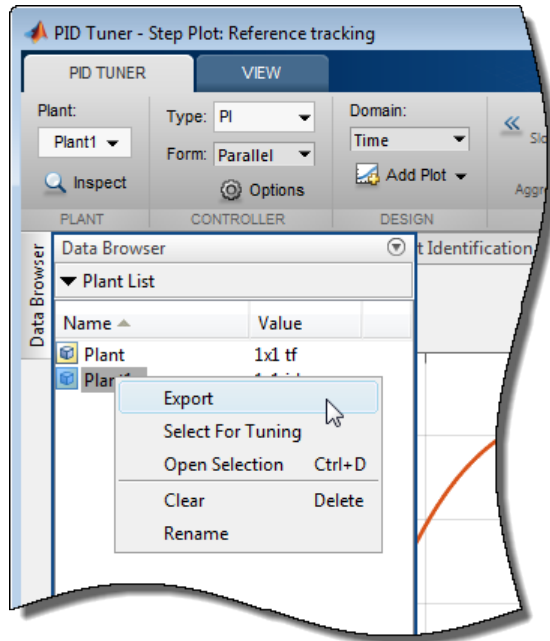 PID Tuner - Step Plot: Reference tracking
PID TUNER
VIEW
Plant:
Plant1
Inspect
PLANT
Type: PI
Form: Parallel
Options
CONTROLLER
Domain:
Time
Add Plot
DESIGN
Data Browser
Data Browser
t Identification
Plant List
Name
Value
Plant 1x1 tf
Export
Select For Tuning
Open Selection Ctrl+D
Clear Delete
Rename